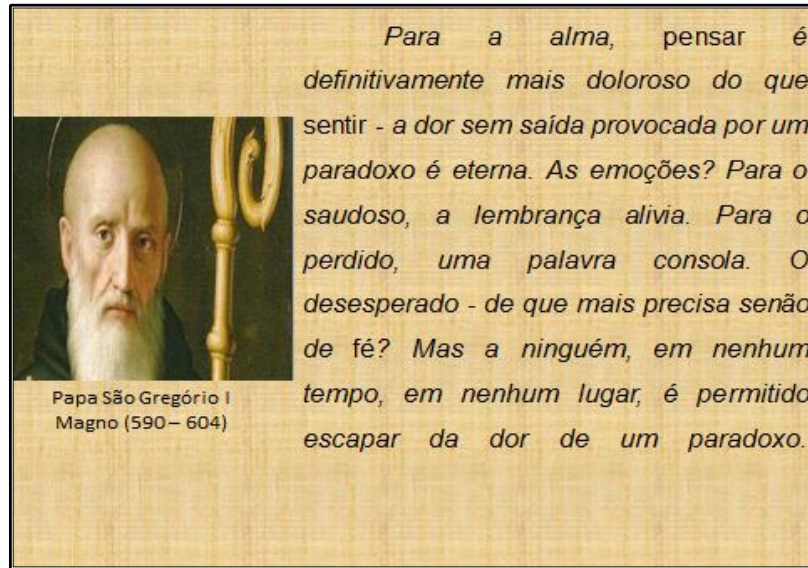 Para a alma, pensar é
definitivamente mais doloroso do que
sentir - a dor sem saída provocada por um
paradoxo é eterna. As emoções? Para o
saudoso, a lembrança alivia. Para o
perdido, uma palavra consola. O
desesperado - de que mais precisa senão
de fé? Mas a ninguém, em nenhum
tempo, em nenhum lugar, é permitido
escapar da dor de um paradoxo.
Papa São Gregório I
Magno (590 – 604)